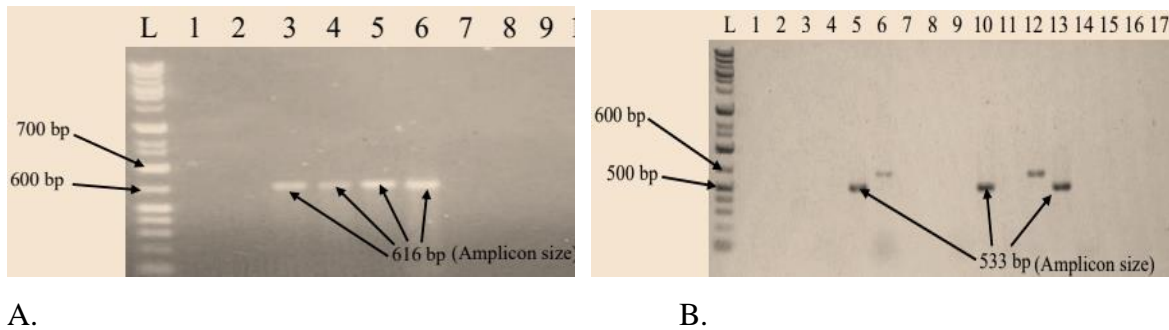 L 1 2 3 4 5 6 7 8 9 1
700 bp
600 bp
616 bp (Amplicon size)
A.
L 1 2 3 4 5 6 7 8 9 10 11 12 13 14 15 16 17
600 bp
500 bp
533 bp (Amplicon size)
B.